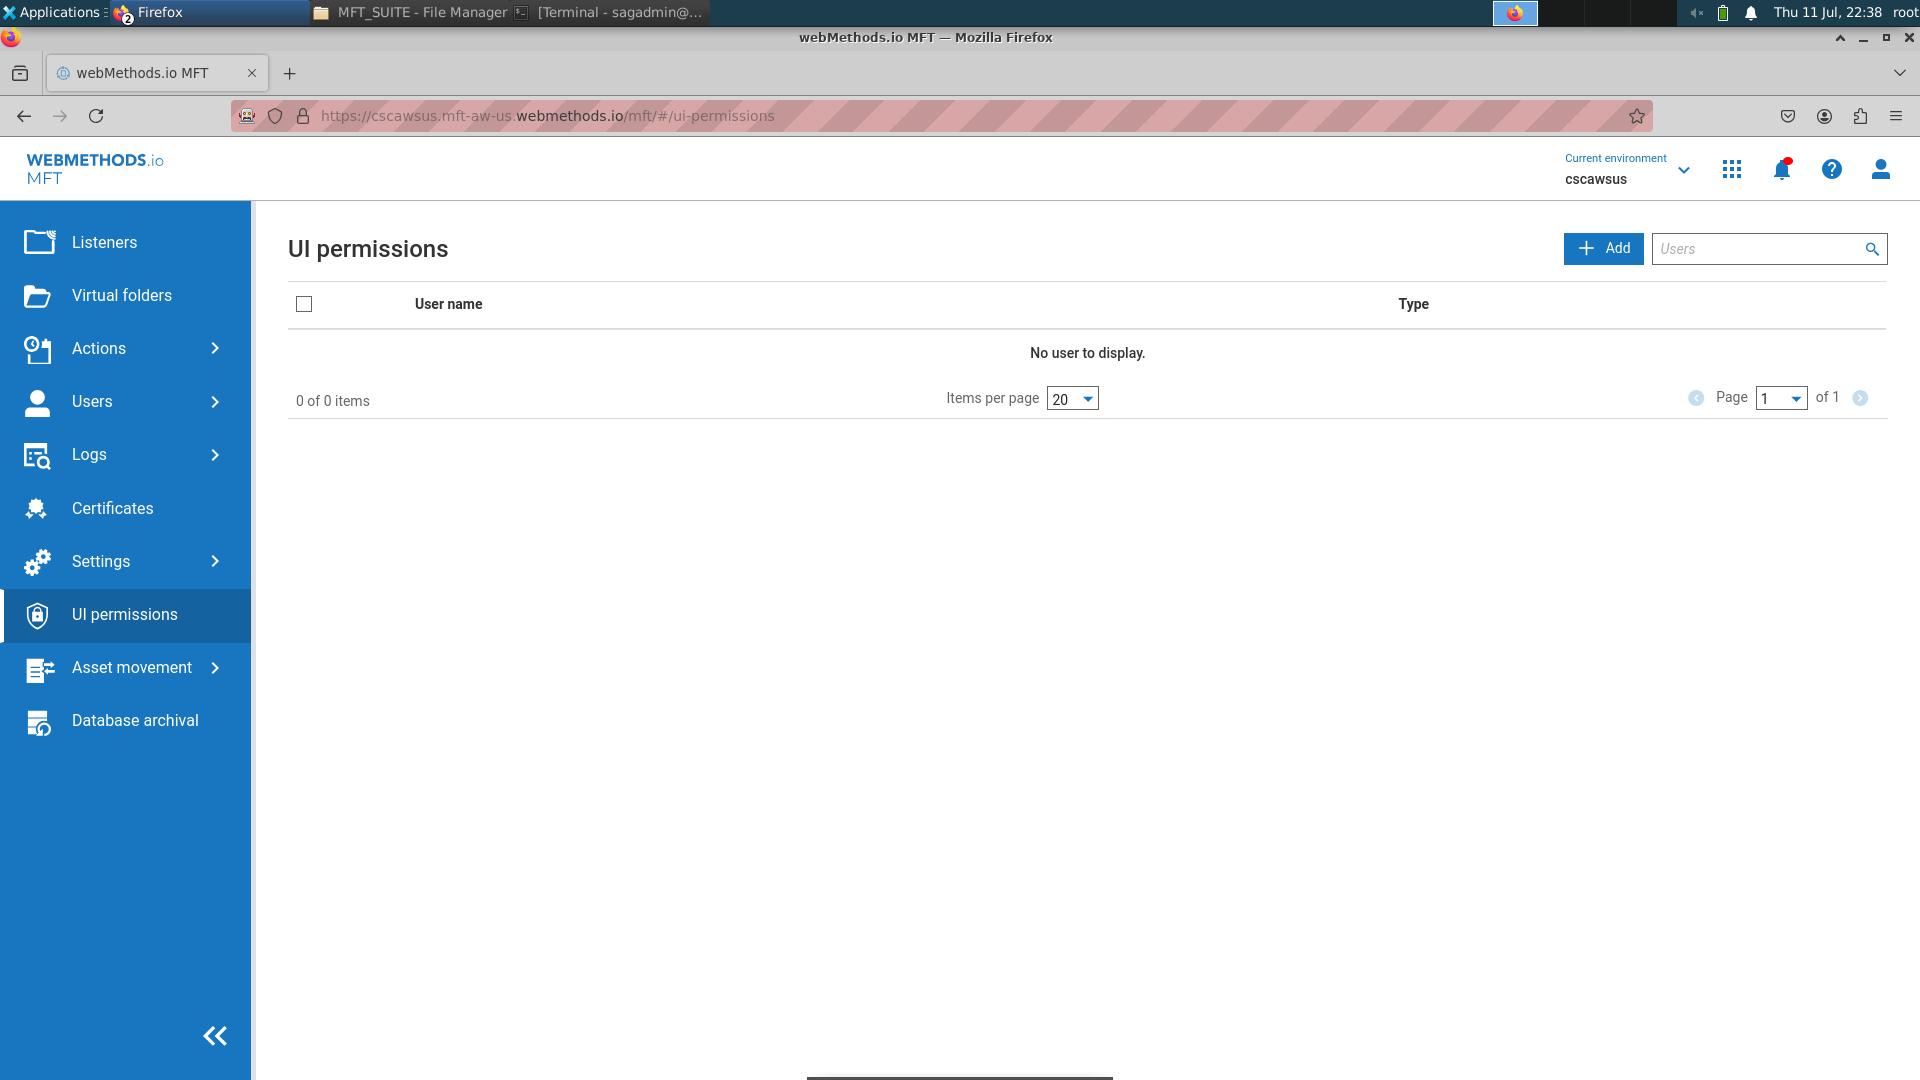 Applications
2
Firefox
MFT_SUITE - File Manager
[Terminal - sagadmin@...
Thu 11 Jul, 22:38
root
webMethods.io MFT — Mozilla Firefox
webMethods.io MFT
https://cscawsus.mft-aw-us.webmethods.io/mft/#/ui-permissions
WEBMETHODS.io
MFT
Current environment
cscawsus
Listeners
Virtual folders
Actions
Users
Logs
Certificates
Settings
UI permissions
Asset movement
Database archival
UI permissions
Add
Users
User name
Type
No user to display.
0 of 0 items
Items per page 20
Page 1 of 1